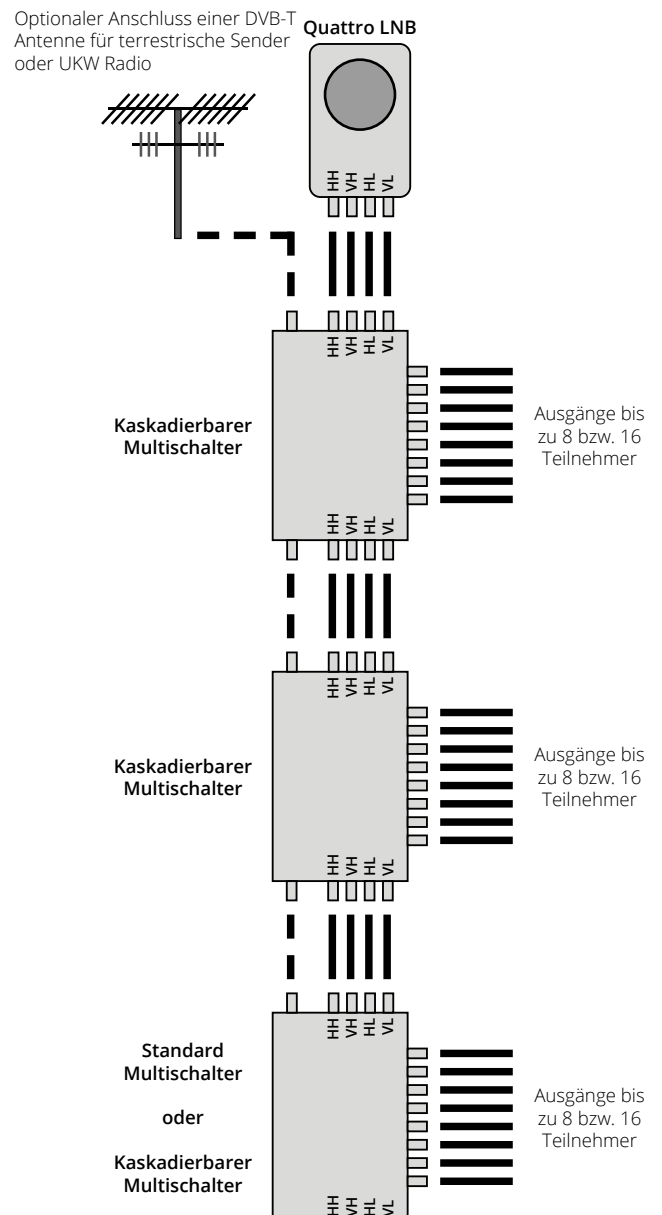 Optionaler Anschluss einer DVB-T
Antenne für terrestrische Sender
oder UKW Radio
Quattro LNB
HH
VH
HL
VL
HH
VH
HL
VL
Kaskadierbarer
Multischalter
Ausgänge bis
zu 8 bzw. 16
Teilnehmer
HH
VH
HL
VL
HH
VH
HL
VL
Kaskadierbarer
Multischalter
Ausgänge bis
zu 8 bzw. 16
Teilnehmer
HH
VH
HL
VL
HH
VH
HL
VL
Standard
Multischalter
oder
Kaskadierbarer
Multischalter
Ausgänge bis
zu 8 bzw. 16
Teilnehmer
HH
VH
HL
VL